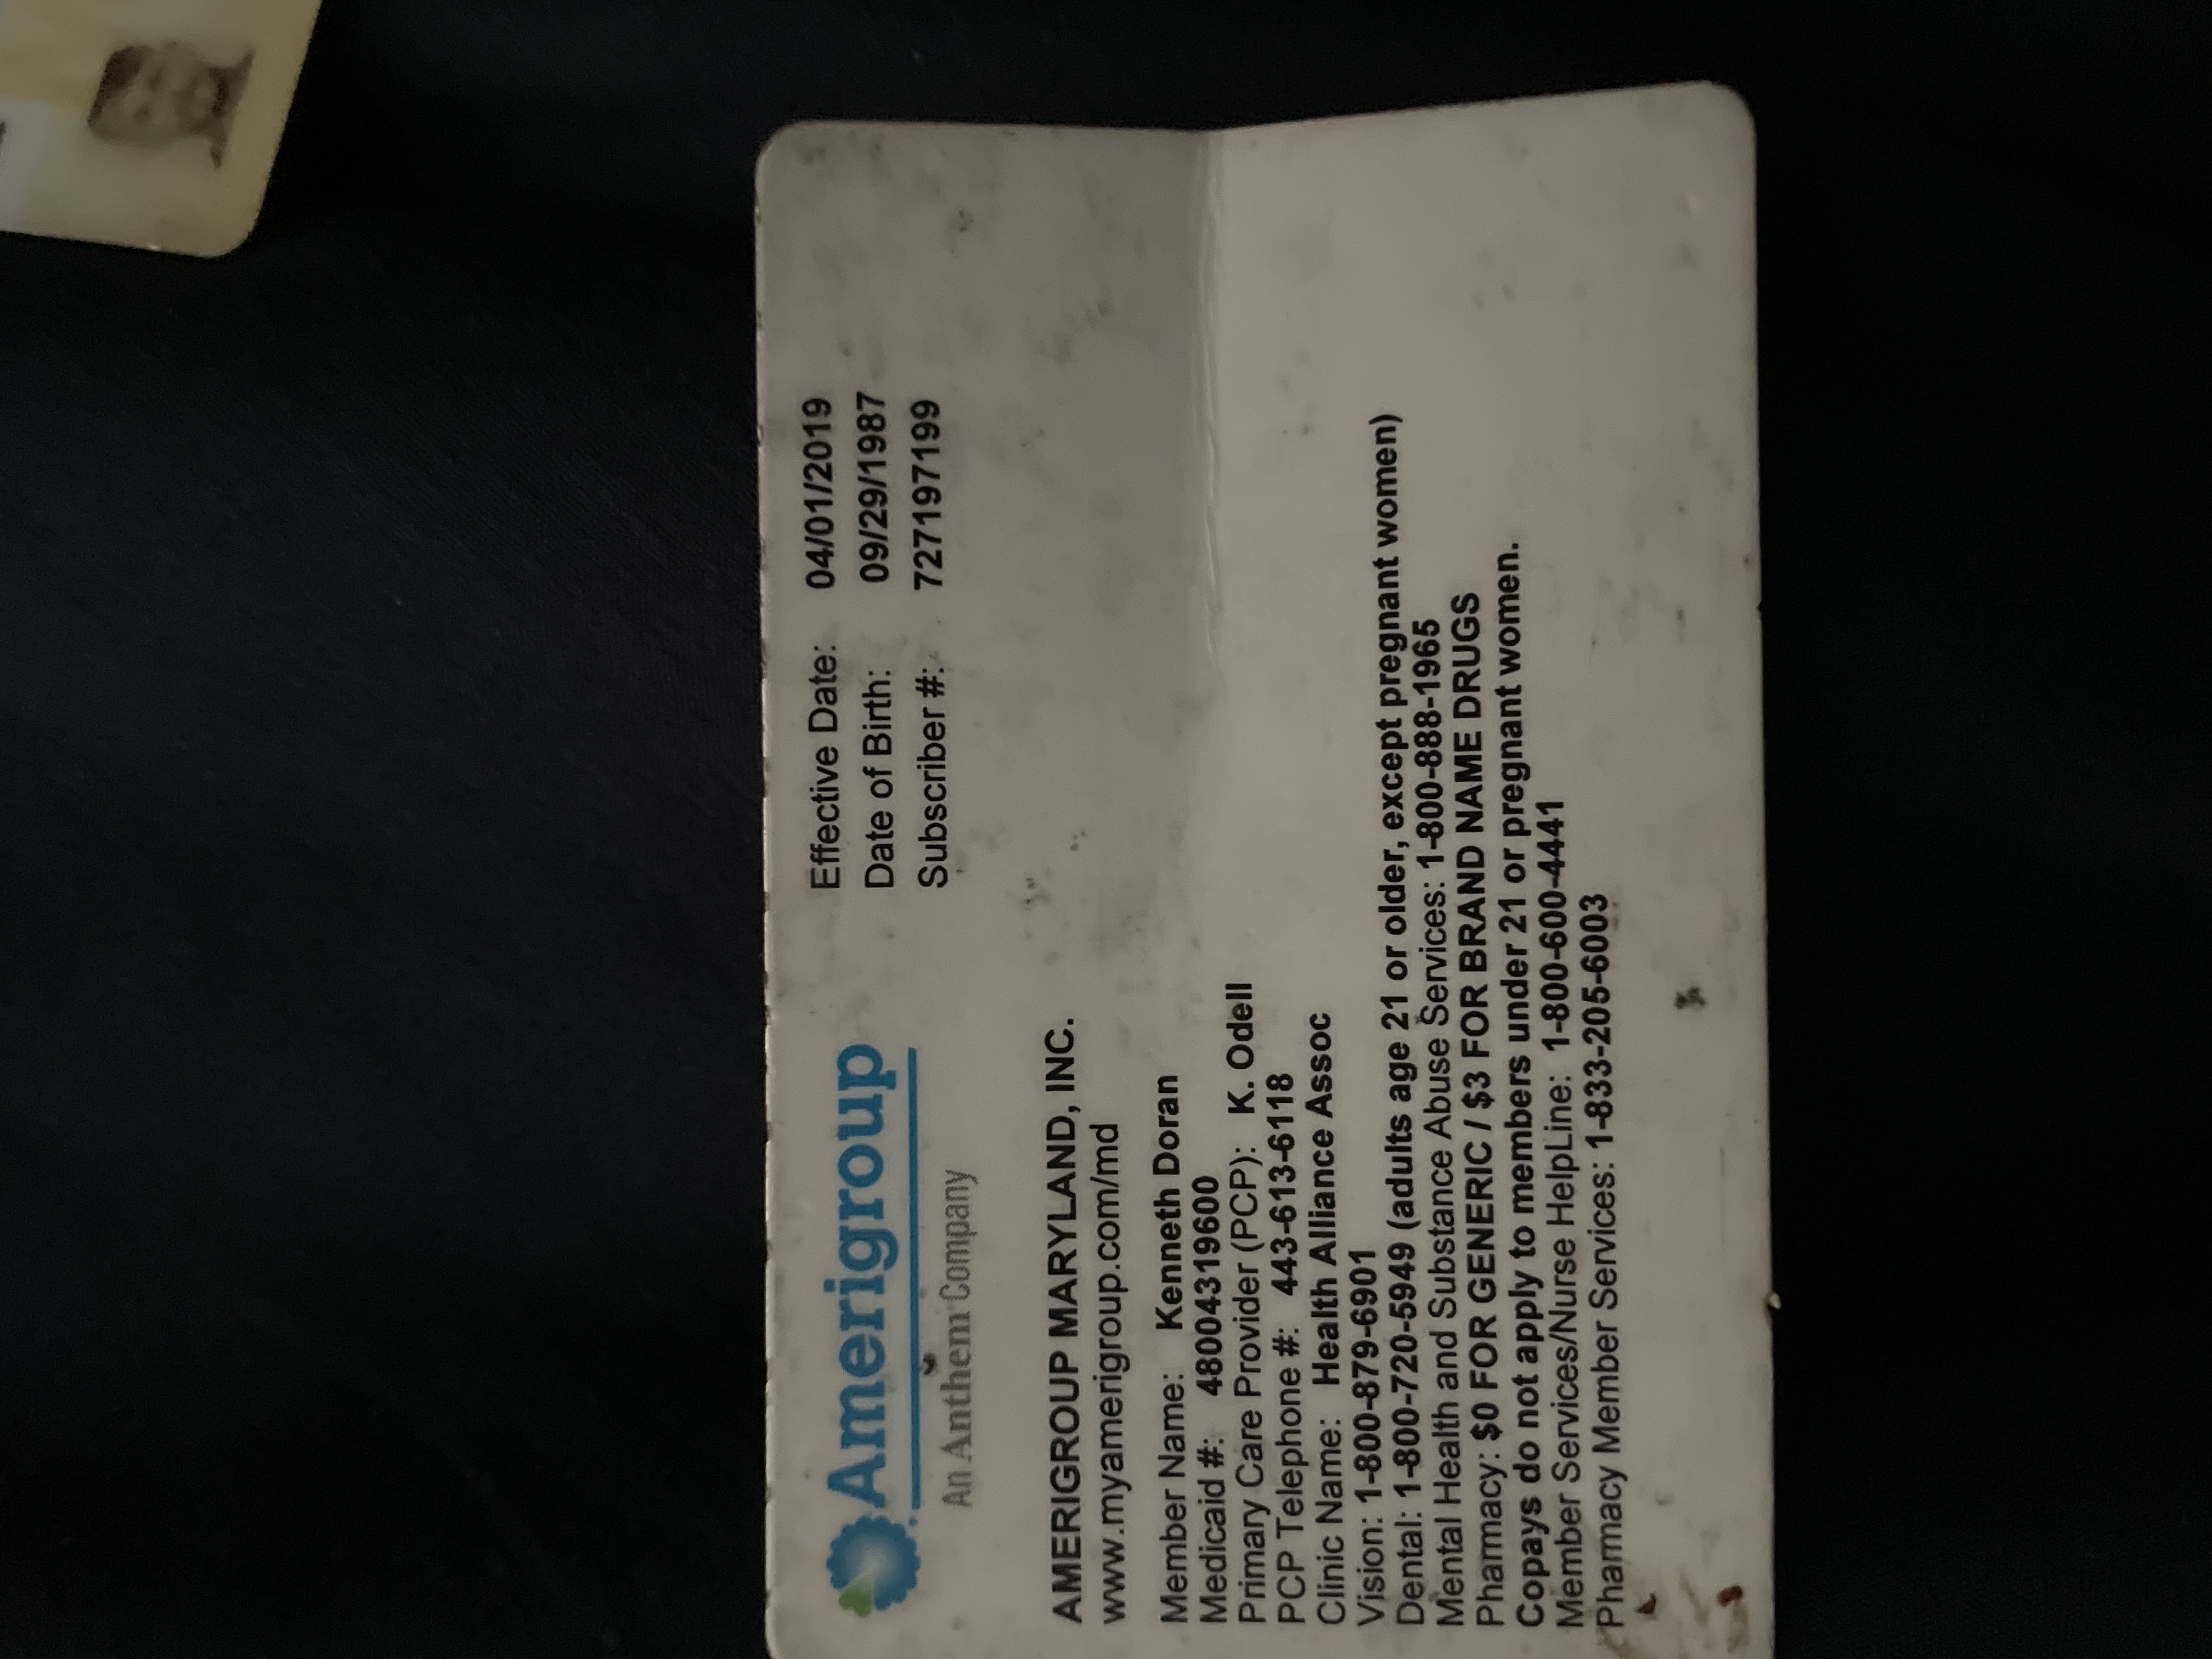 Amerigroup
An Anthem Company
Effective Date: 04/01/2019
Date of Birth: 09/29/1987
Subscriber #: 727197199
AMERIGROUP MARYLAND, INC.
www.myamerigroup.com/md
Member Name: Kenneth Doran
Medicaid #: 48004319600
Primary Care Provider (PCP): K. Odell
PCP Telephone #: 443-613-6118
Clinic Name: Health Alliance Assoc
Vision: 1-800-879-6901
Dental: 1-800-720-5949 (adults age 21 or older, except pregnant women)
Mental Health and Substance Abuse Services: 1-800-888-1965
Pharmacy: $0 FOR GENERIC / $3 FOR BRAND NAME DRUGS
Copays do not apply to members under 21 or pregnant women.
Member Services/Nurse HelpLine: 1-800-600-4441
Pharmacy Member Services: 1-833-205-6003